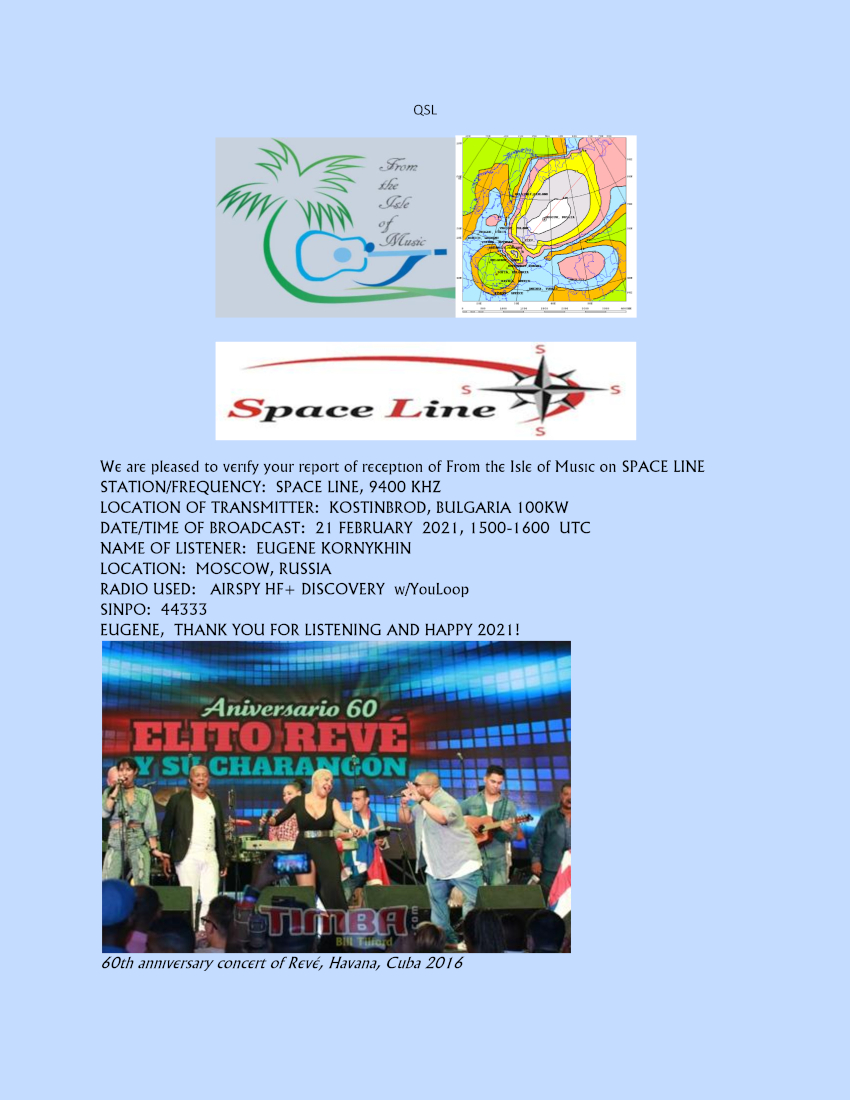 QSL
From
the
Isle
of
Music
S
S
S
S
Space Line
We are pleased to verify your report of reception of From the Isle of Music on SPACE LINE
STATION/FREQUENCY: SPACE LINE, 9400 KHZ
LOCATION OF TRANSMITTER: KOSTINBROD, BULGARIA 100KW
DATE/TIME OF BROADCAST: 21 FEBRUARY 2021, 1500-1600 UTC
NAME OF LISTENER: EUGENE KORNYKHIN
LOCATION: MOSCOW, RUSSIA
RADIO USED: AIRSPY HF+ DISCOVERY w/YouLoop
SINPO: 44333
EUGENE, THANK YOU FOR LISTENING AND HAPPY 2021!
Aniversario 60
ELITO REVÉ
Y SU CHARANGÓN
TIMBA.com
Bill Tilford
60th anniversary concert of Revé, Havana, Cuba 2016